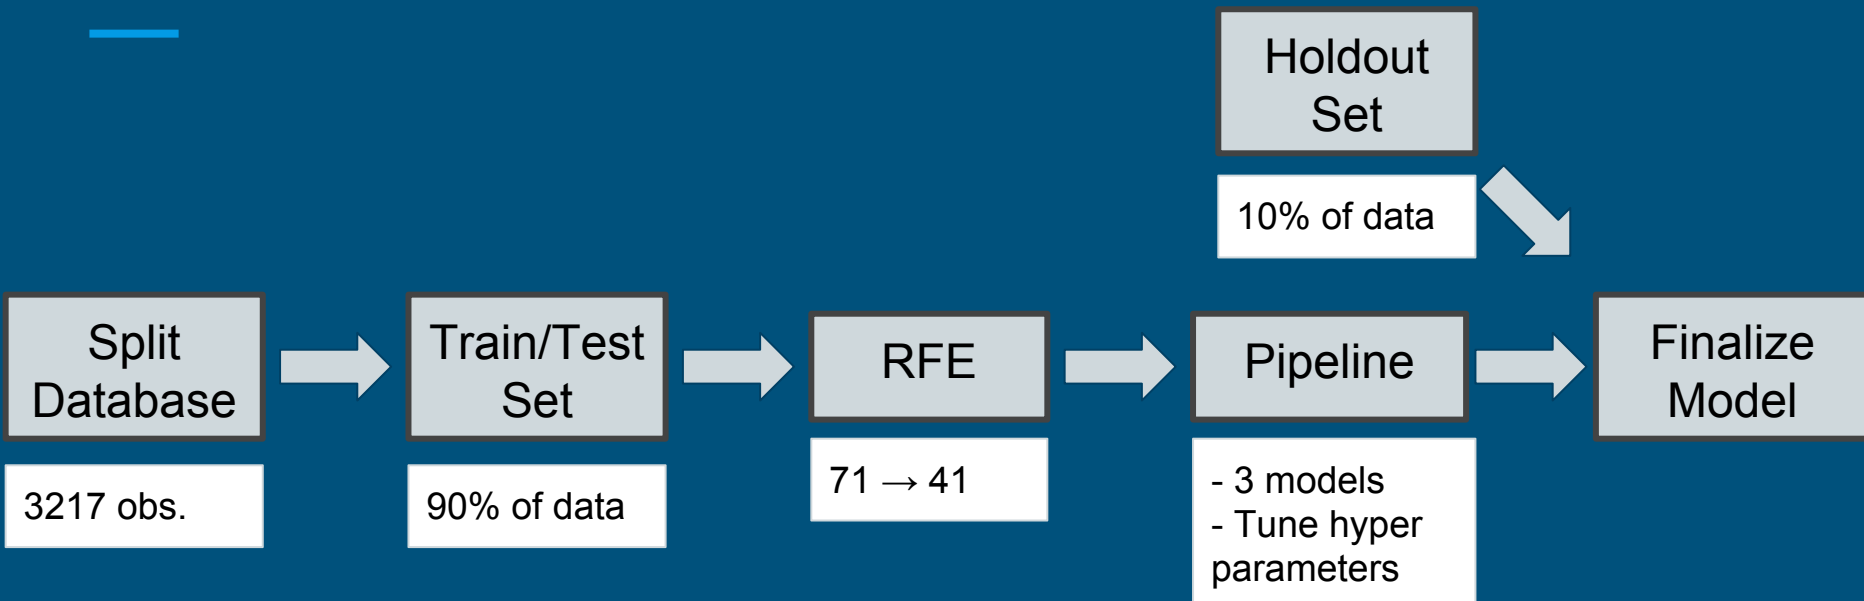 Holdout
Set
10% of data
Split
Database
3217 obs.
Train/Test
Set
90% of data
RFE
71 → 41
Pipeline
- 3 models
- Tune hyper
parameters
Finalize
Model